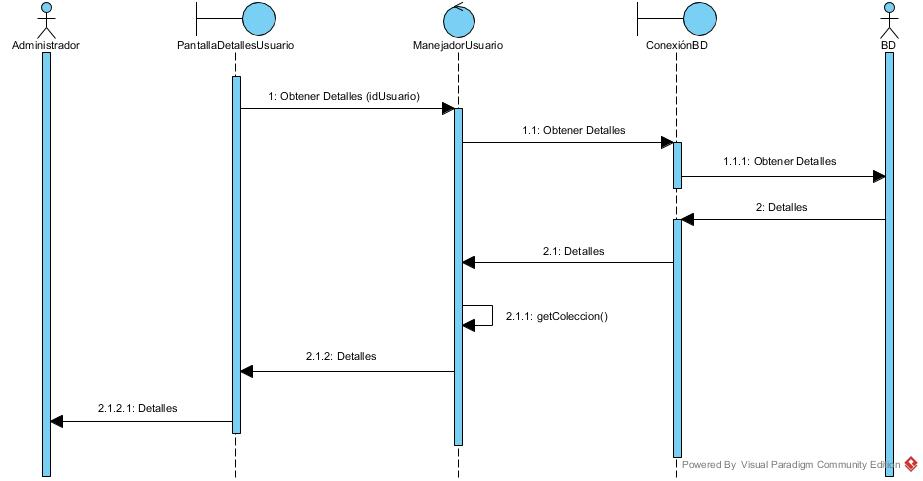 Administrador
PantallaDetallesUsuario
ManejadorUsuario
ConexiónBD
BD
1: Obtener Detalles (idUsuario)
1.1: Obtener Detalles
1.1.1: Obtener Detalles
2: Detalles
2.1: Detalles
2.1.1: getColeccion()
2.1.2: Detalles
2.1.2.1: Detalles
Powered By Visual Paradigm Community Edition